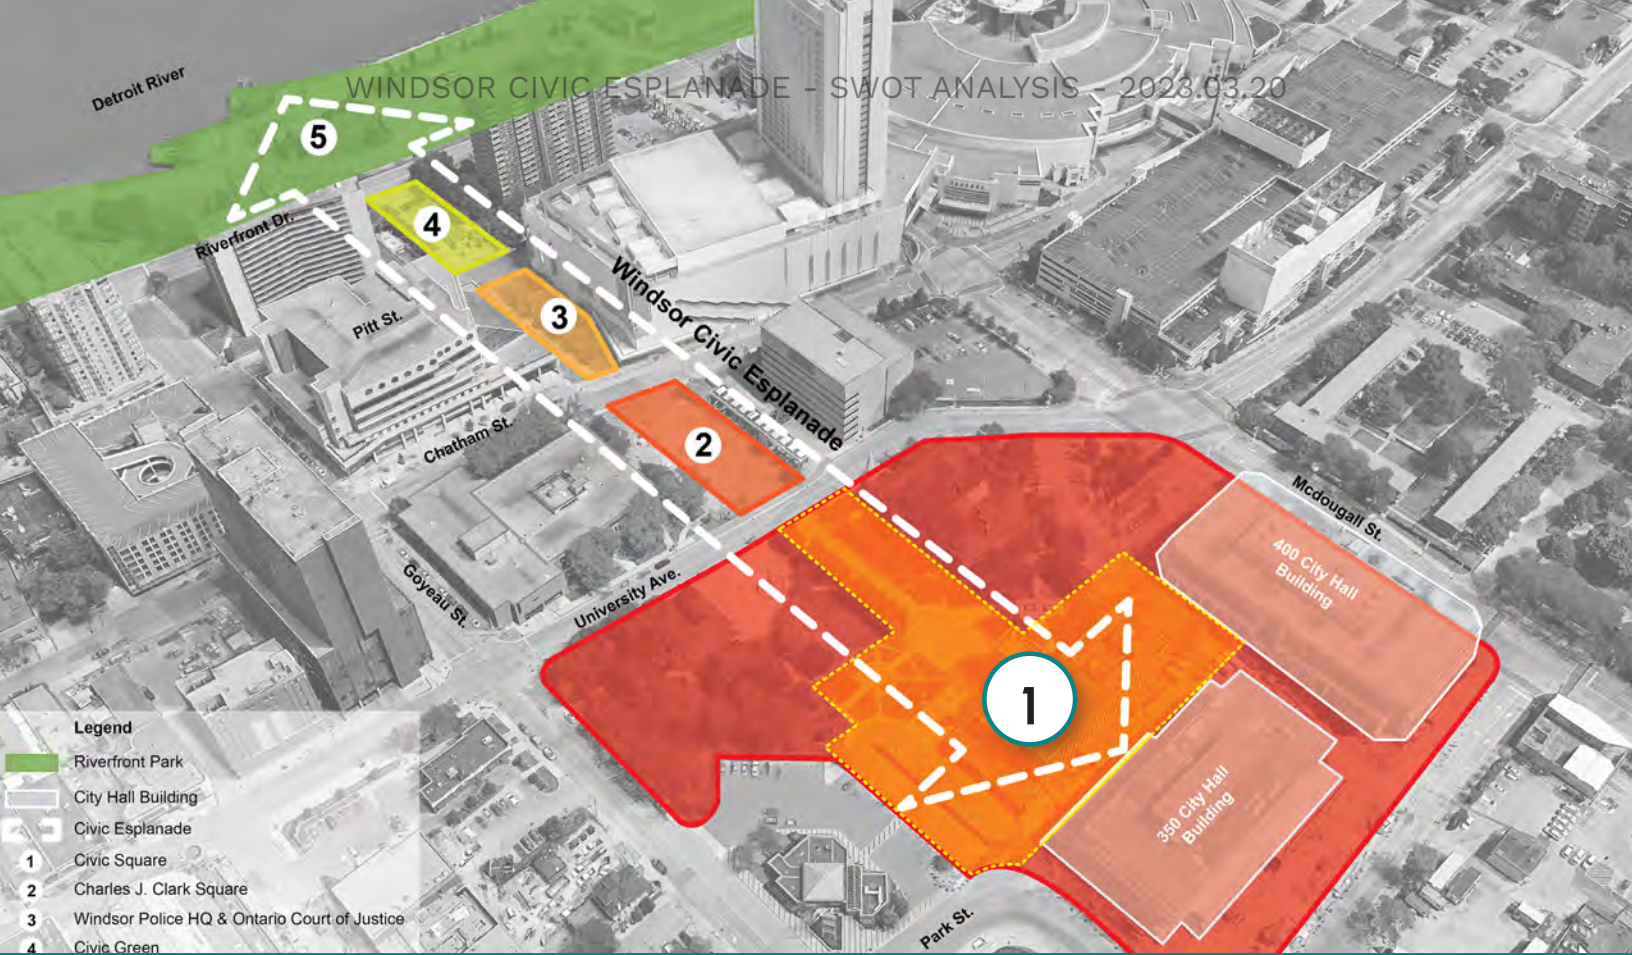 WINDSOR CIVIC ESPLANADE - SWOT ANALYSIS - 2023.03.20
Detroit River
5
4
Riverfront Dr.
3
Pitt St.
Windsor Civic Esplanade
2
Chatham St.
Mcdougall St.
400 City Hall
Building
Goyeau St.
University Ave.
1
350 City Hall
Building
Park St.
Legend
Riverfront Park
City Hall Building
Civic Esplanade
1 Civic Square
2 Charles J. Clark Square
3 Windsor Police HQ & Ontario Court of Justice
4 Civic Green